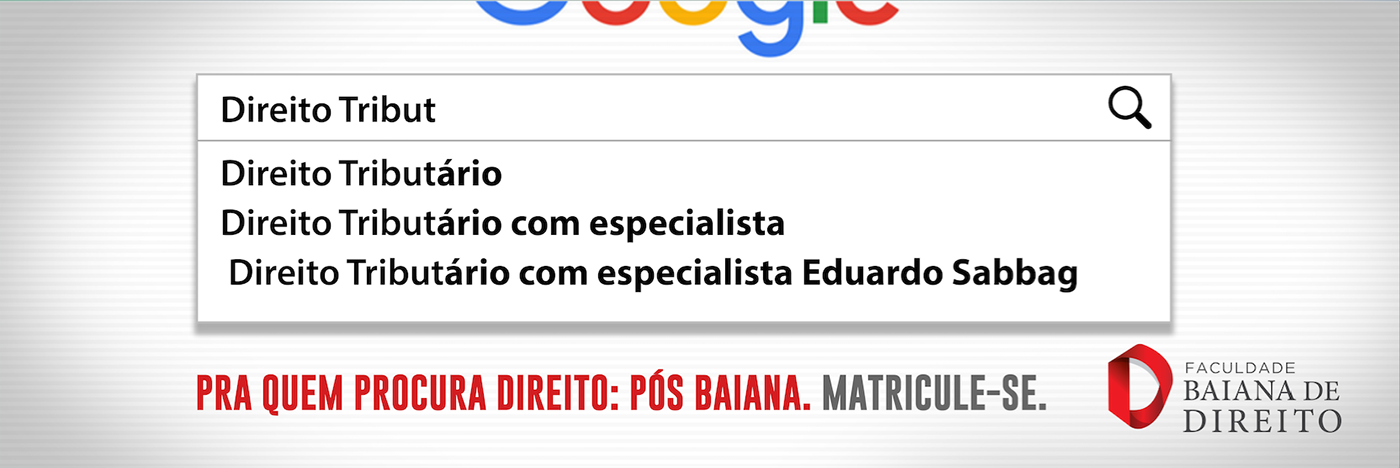 Google
Direito Tribut
Direito Tributário
Direito Tributário com especialista
Direito Tributário com especialista Eduardo Sabbag
PRA QUEM PROCURA DIREITO: PÓS BAIANA. MATRICULE-SE.
FACULDADE
BAIANA DE
DIREITO